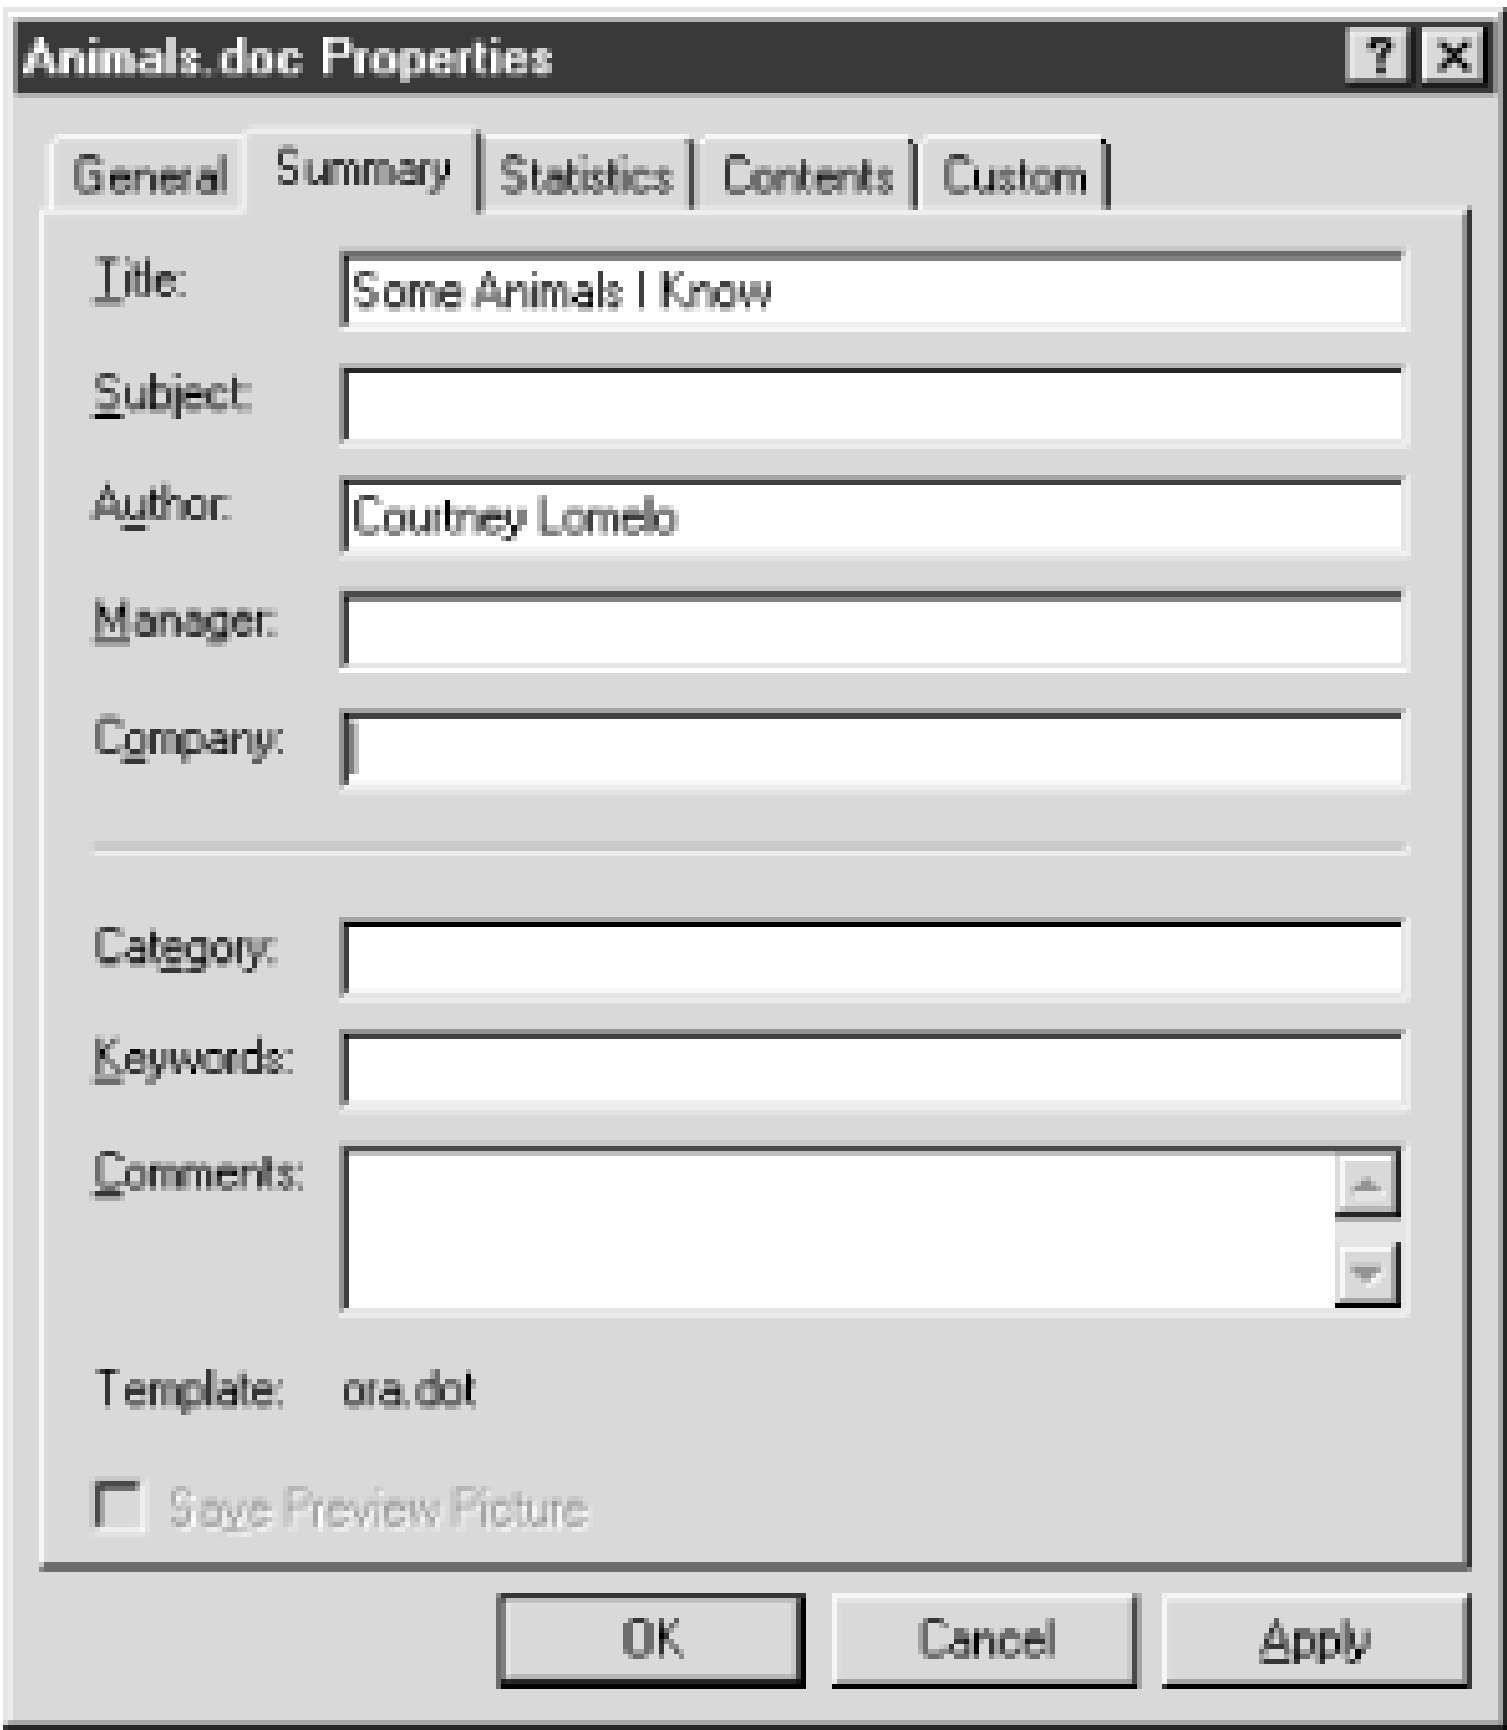 Animals.doc Properties ? X
General Summary Statistics Contents Custom
Title: Some Animals I Know
Subject:
Author: Courtney Lomelo
Manager:
Company:
Category:
Keywords:
Comments:
Template: ora.dot
Save Preview Picture
OK Cancel Apply